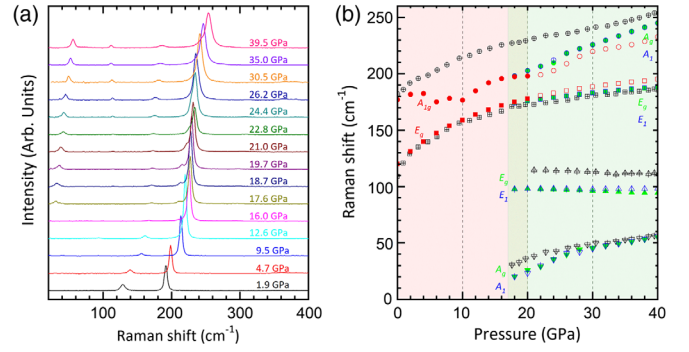 (a)
Intensity (Arb. Units)
39.5 GPa
35.0 GPa
30.5 GPa
26.2 GPa
24.4 GPa
22.8 GPa
21.0 GPa
19.7 GPa
18.7 GPa
17.6 GPa
16.0 GPa
12.6 GPa
9.5 GPa
4.7 GPa
1.9 GPa
100 200 300 400
Raman shift (cm-1)
(b)
Raman shift (cm-1)
250
200
150
100
50
0
A1g
Eg
Ag
A1
Eg
E1
Eg
E1
Ag
A1
0 10 20 30 40
Pressure (GPa)